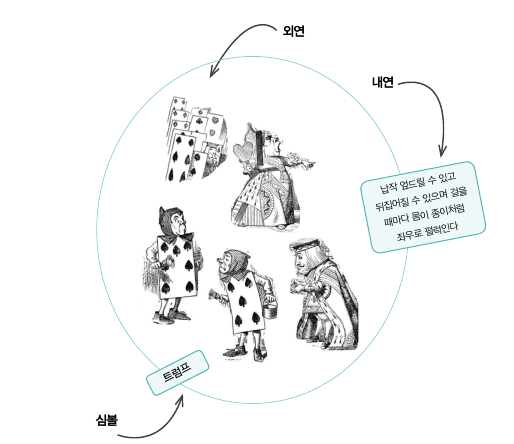 외연
내연
납작 엎드릴 수 있고
뒤집어질 수 있으며 걸을
때마다 몸이 종이처럼
좌우로 펄럭인다
트럼프
심볼